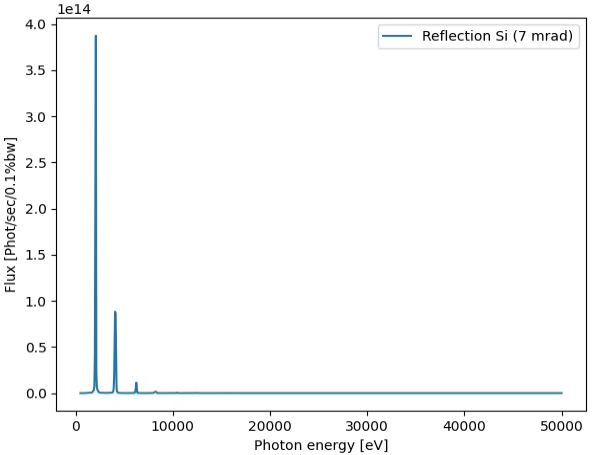 1e14
Reflection Si (7 mrad)
4.0
3.5
3.0
2.5
2.0
1.5
1.0
0.5
0.0
Flux [Phot/sec/0.1%bw]
0 10000 20000 30000 40000 50000
Photon energy [eV]